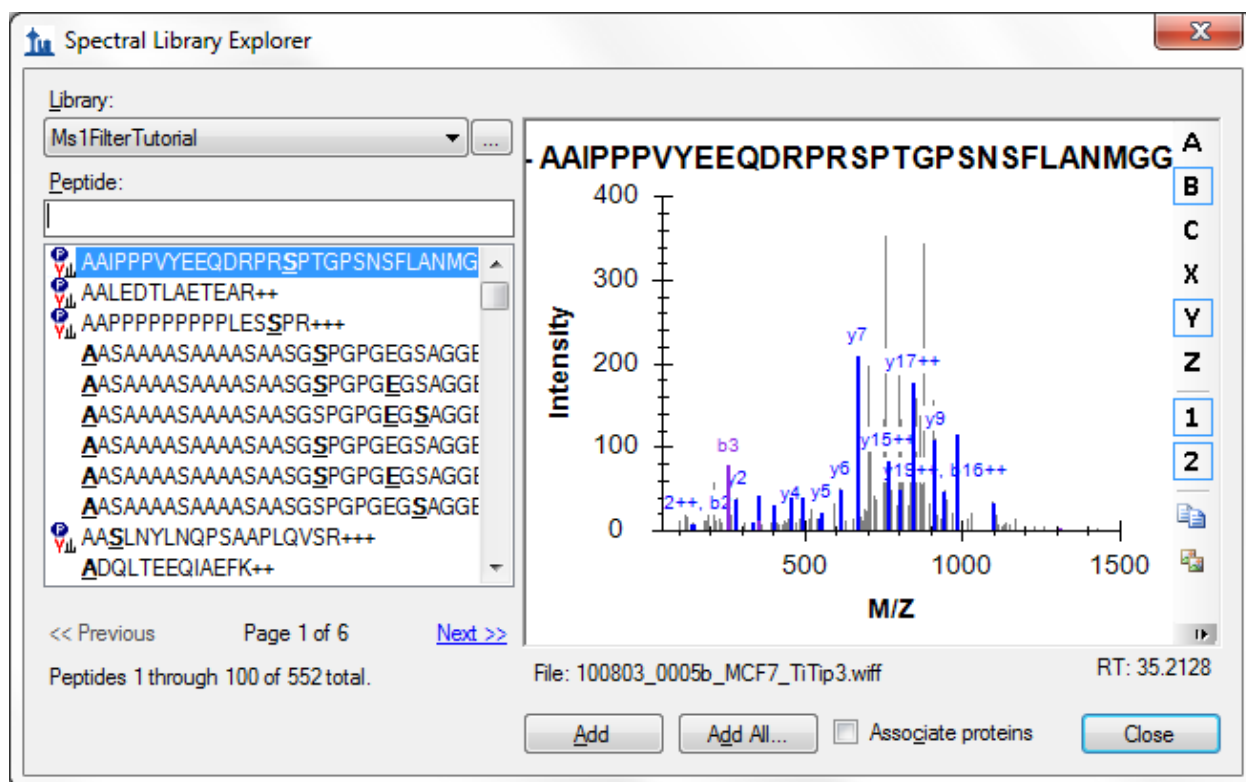 Spectral Library Explorer
Library:
Ms1FilterTutorial
...
Peptide:
AAIPPPVYEEQDRPRSPTGPSNSFLANMG
AALEDTLAETEAR++
AAPPPPPPPPPLESSPR+++
AASAAAASAAAASAASGSPGPGEGSAGGE
AASAAAASAAAASAASGSPGPGEGSAGGE
AASAAAASAAAASAASGSPGPGEGSAGGE
AASAAAASAAAASAASGSPGPGEGSAGGE
AASAAAASAAAASAASGSPGPGEGSAGGE
AASAAAASAAAASAASGSPGPGEGSAGGE
AASLNYLNQPSAAPLQVSR+++
ADQLTEEQIAEFK++
<< Previous
Page 1 of 6
Next >>
Peptides 1 through 100 of 552 total.
- AAIPPPVYEEQDRPRSPTGPSNSFLANMGG
400
300
200
100
0
Intensity
y7
y17++
b3
y2
y15++
y9
2++, b2
y4
y5
y6
y19++, b16++
500
1000
1500
M/Z
A
B
C
X
Y
Z
1
2
File: 100803_0005b_MCF7_TiTip3.wiff
RT: 35.2128
Add
Add All...
Associate proteins
Close